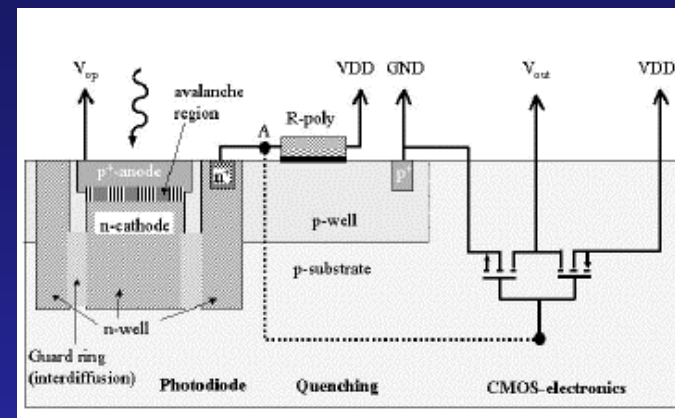 Vop
VDD
GND
Vout
VDD
avalanche
region
A
R-poly
p+-anode
n+
p+
n-cathode
p-well
p-substrate
n-well
Guard ring
(interdiffusion)
Photodiode
Quenching
CMOS-electronics